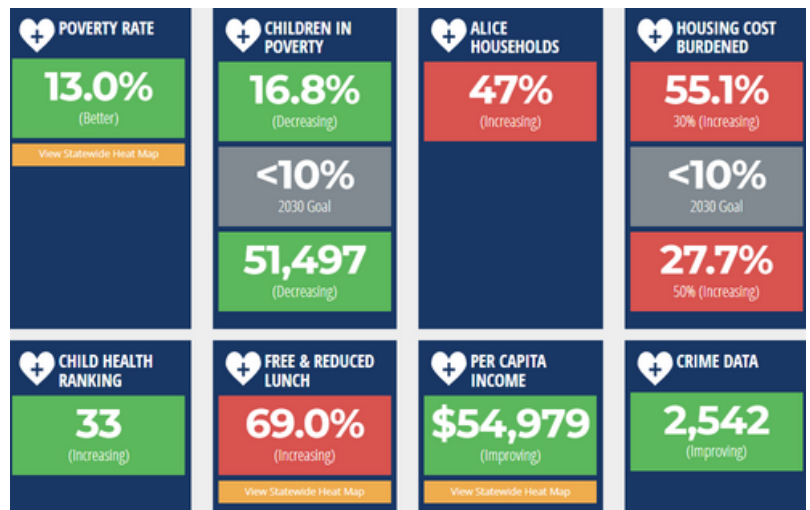 POVERTY RATE
13.0%
(Better)
View Statewide Heat Map
CHILDREN IN
POVERTY
16.8%
(Decreasing)
<10%
2030 Goal
51,497
(Decreasing)
ALICE
HOUSEHOLDS
47%
(Increasing)
HOUSING COST
BURDENED
55.1%
30% (Increasing)
<10%
2030 Goal
27.7%
50% (Increasing)
CHILD HEALTH
RANKING
33
(Increasing)
FREE & REDUCED
LUNCH
69.0%
(Increasing)
View Statewide Heat Map
PER CAPITA
INCOME
$54,979
(Improving)
View Statewide Heat Map
CRIME DATA
2,542
(Improving)